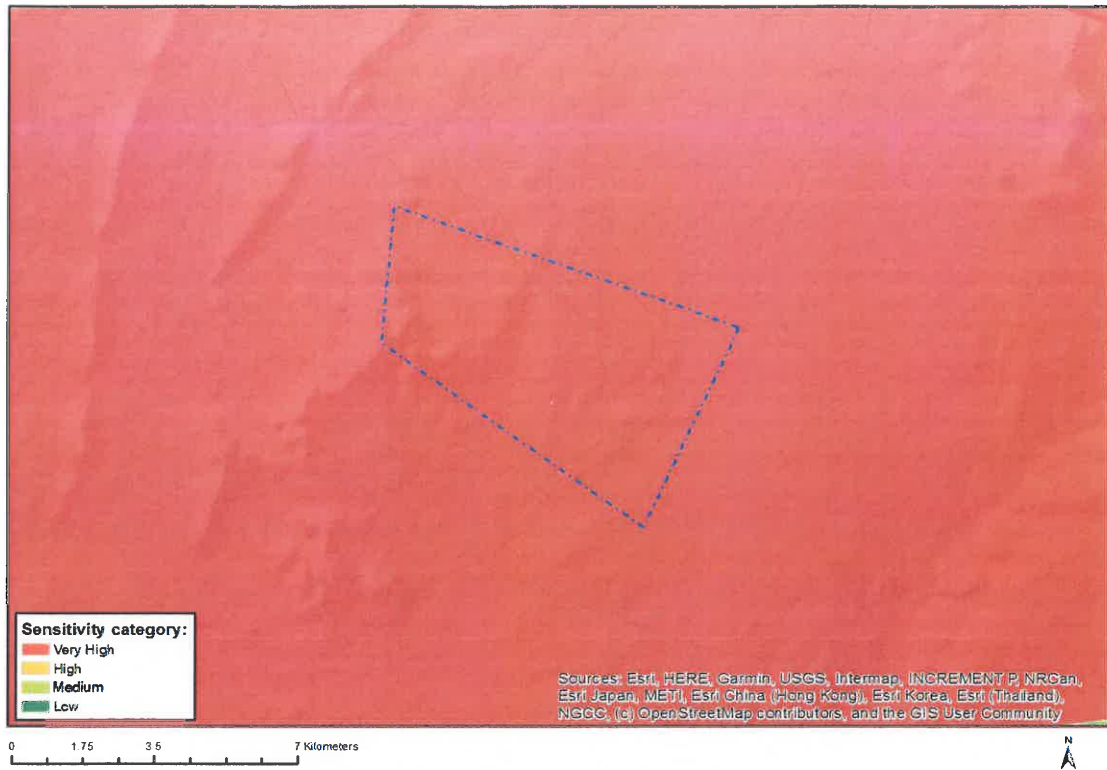 Sensitivity category:
Very High
High
Medium
Low
Sources: Esri, HERE, Garmin, USGS, Intermap, INCREMENT P, NRCan,
Esri Japan, METI, Esri China (Hong Kong), Esri Korea, Esri (Thailand),
NGCC, (c) OpenStreetMap contributors, and the GIS User Community
0 1.75 3.5 7 Kilometers
N